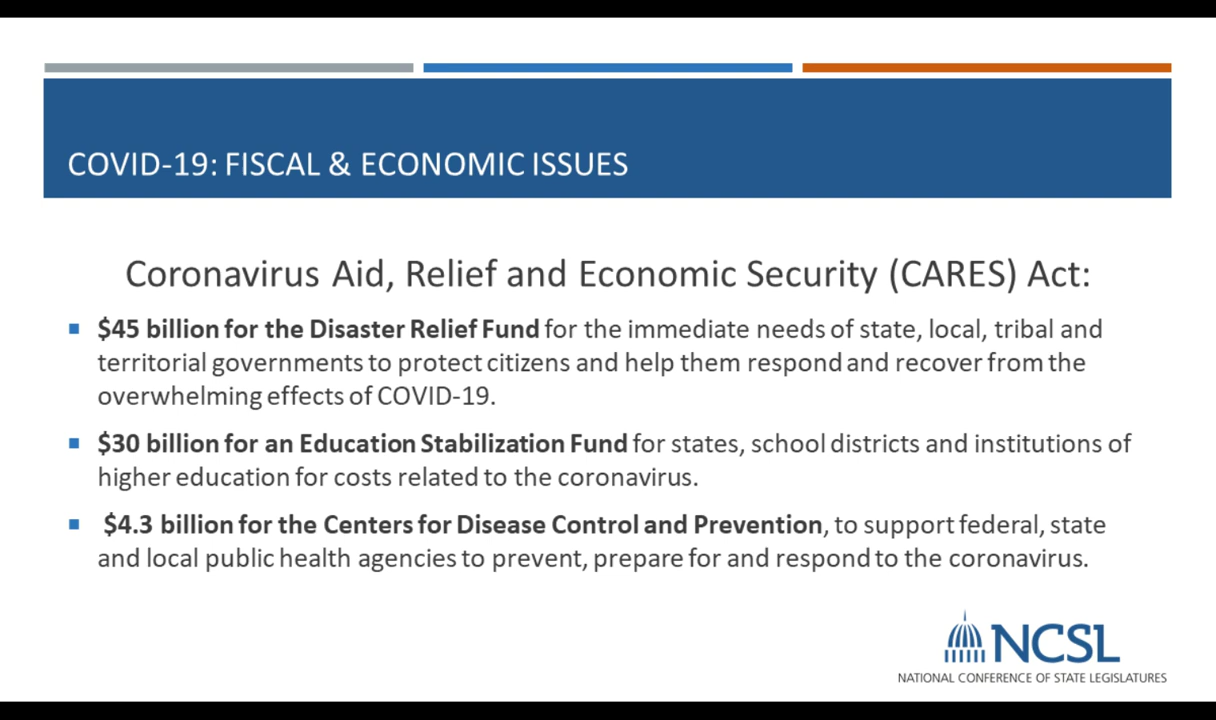 COVID-19: FISCAL & ECONOMIC ISSUES
Coronavirus Aid, Relief and Economic Security (CARES) Act:
$45 billion for the Disaster Relief Fund for the immediate needs of state, local, tribal and
territorial governments to protect citizens and help them respond and recover from the
overwhelming effects of COVID-19.
$30 billion for an Education Stabilization Fund for states, school districts and institutions of
higher education for costs related to the coronavirus.
$4.3 billion for the Centers for Disease Control and Prevention, to support federal, state
and local public health agencies to prevent, prepare for and respond to the coronavirus.
NCSL
NATIONAL CONFERENCE OF STATE LEGISLATURES